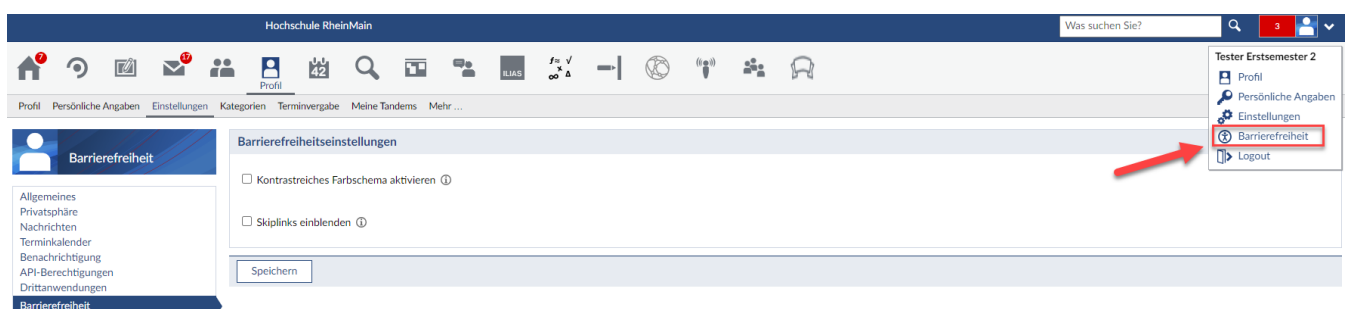 Hochschule RheinMain
Was suchen Sie?
3
7
17
42
ILIAS
f≈ √
x
∞ Δ
Profil
Profil Persönliche Angaben Einstellungen Kategorien Terminvergabe Meine Tandems Mehr ...
Tester Erstsemester 2
Profil
Persönliche Angaben
Einstellungen
Barrierefreiheit
Logout
Barrierefreiheit
Allgemeines
Privatsphäre
Nachrichten
Terminkalender
Benachrichtigung
API-Berechtigungen
Drittanwendungen
Barrierefreiheit
Barrierefreiheitseinstellungen
Kontrastreiches Farbschema aktivieren
Skiplinks einblenden
Speichern